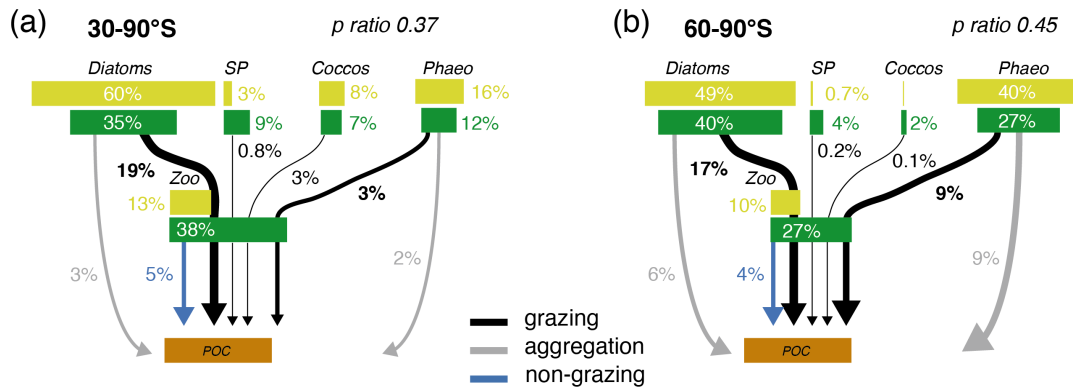 (a) 30-90°S p ratio 0.37
Diatoms SP Coccos Phaeo
60% 3% 8% 16%
35% 9% 7% 12%
19% 0.8% 3% 3%
Zoo
13%
38%
3% 5% 2%
POC
(b) 60-90°S p ratio 0.45
Diatoms SP Coccos Phaeo
49% 0.7% 40%
40% 4% 2% 27%
17% 0.2% 0.1% 9%
Zoo
10%
27%
6% 4% 9%
POC
grazing
aggregation
non-grazing